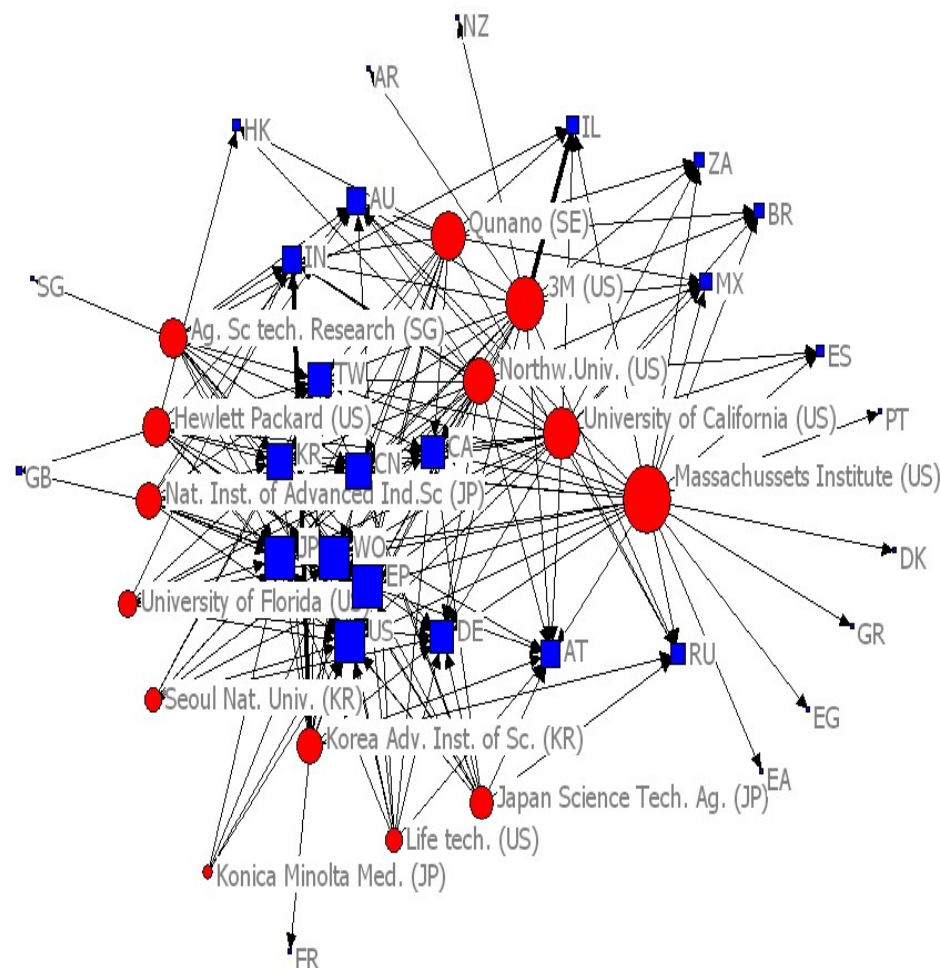 NZ
AR
IL
HK
ZA
AU
BR
Qunano (SE)
IN
MX
SG
3M (US)
Ag. Sc tech. Research (SG)
ES
TW
Northw.Univ. (US)
Hewlett Packard (US)
University of California (US)
PT
KR
CN
CA
GB
Massachussets Institute (US)
Nat. Inst. of Advanced Ind.Sc (JP)
JP
WO
DK
EP
University of Florida (US)
US
DE
GR
AT
RU
Seoul Nat. Univ. (KR)
EG
Korea Adv. Inst. of Sc. (KR)
EA
Japan Science Tech. Ag. (JP)
Life tech. (US)
Konica Minolta Med. (JP)
FR